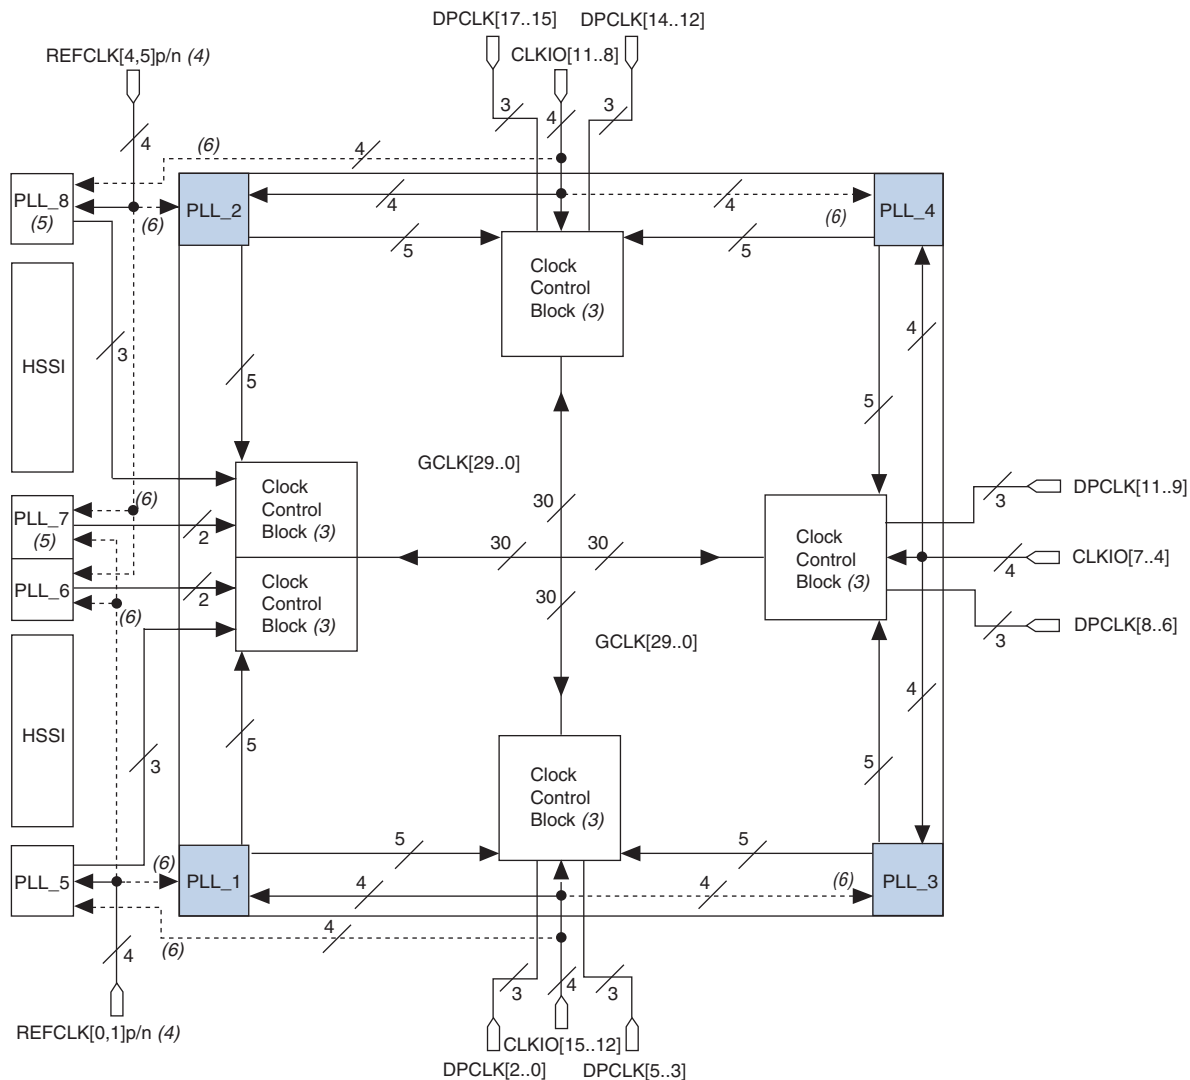 DPCLK[17..15]
DPCLK[14..12]
REFCLK[4,5]p/n (4)
CLKIO[11..8]
3
4
3
4
(6)
4
PLL_8
(5)
(6)
PLL_2
4
4
(6)
PLL_4
5
5
Clock
Control
Block (3)
HSSI
3
5
4
5
GCLK[29..0]
Clock
Control
Block (3)
30
DPCLK[11..9]
3
(6)
PLL_7
(5)
2
30
30
Clock
Control
Block (3)
CLKIO[7..4]
4
PLL_6
2
(6)
Clock
Control
Block (3)
30
GCLK[29..0]
DPCLK[8..6]
3
HSSI
3
5
4
5
Clock
Control
Block (3)
5
5
PLL_5
(6)
PLL_1
4
4
(6)
PLL_3
4
(6)
4
3
4
3
REFCLK[0,1]p/n (4)
CLKIO[15..12]
DPCLK[2..0]
DPCLK[5..3]